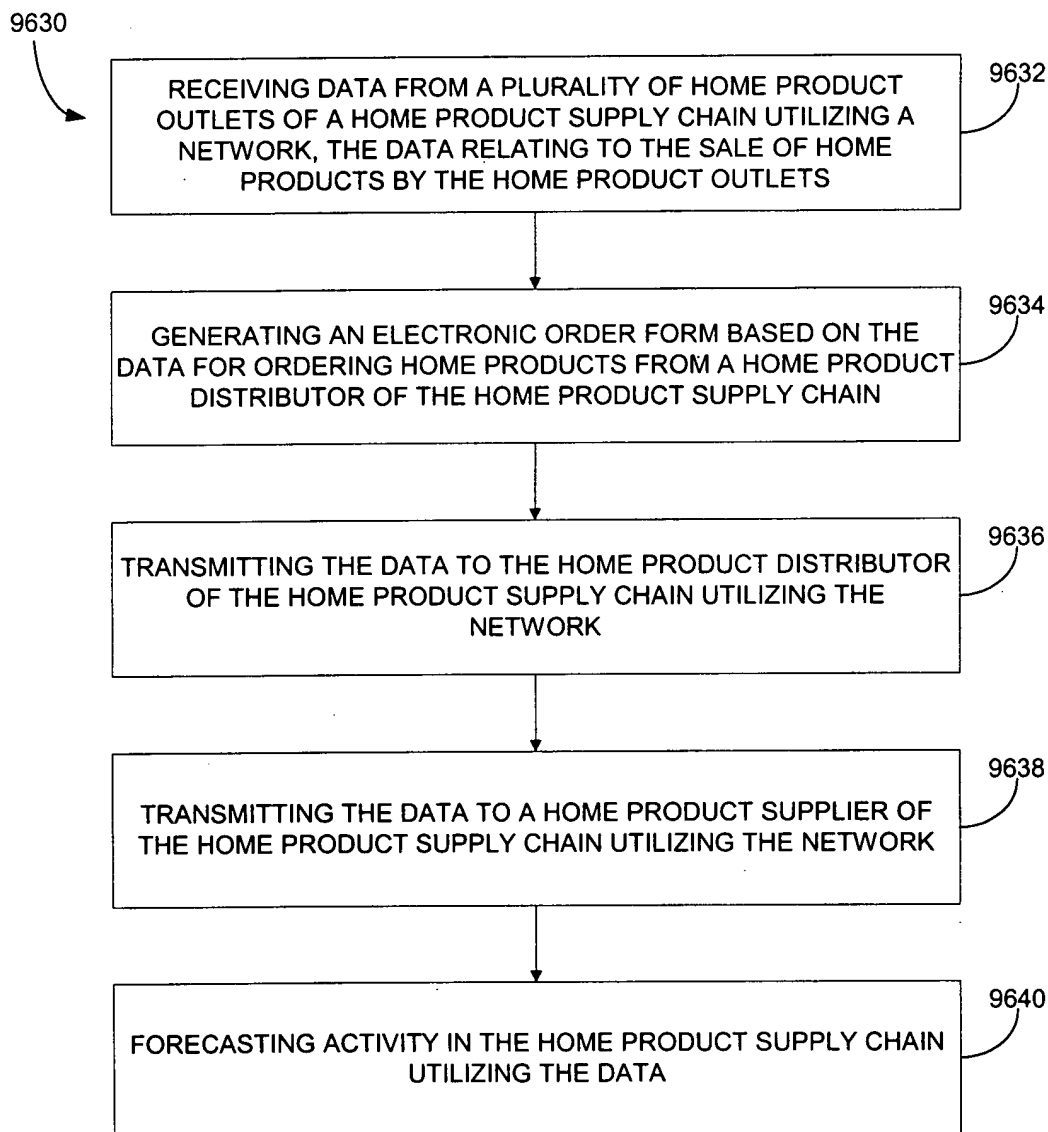 9630
9632
RECEIVING DATA FROM A PLURALITY OF HOME PRODUCT
OUTLETS OF A HOME PRODUCT SUPPLY CHAIN UTILIZING A
NETWORK, THE DATA RELATING TO THE SALE OF HOME
PRODUCTS BY THE HOME PRODUCT OUTLETS
9634
GENERATING AN ELECTRONIC ORDER FORM BASED ON THE
DATA FOR ORDERING HOME PRODUCTS FROM A HOME PRODUCT
DISTRIBUTOR OF THE HOME PRODUCT SUPPLY CHAIN
9636
TRANSMITTING THE DATA TO THE HOME PRODUCT DISTRIBUTOR
OF THE HOME PRODUCT SUPPLY CHAIN UTILIZING THE
NETWORK
9638
TRANSMITTING THE DATA TO A HOME PRODUCT SUPPLIER OF
THE HOME PRODUCT SUPPLY CHAIN UTILIZING THE NETWORK
9640
FORECASTING ACTIVITY IN THE HOME PRODUCT SUPPLY CHAIN
UTILIZING THE DATA